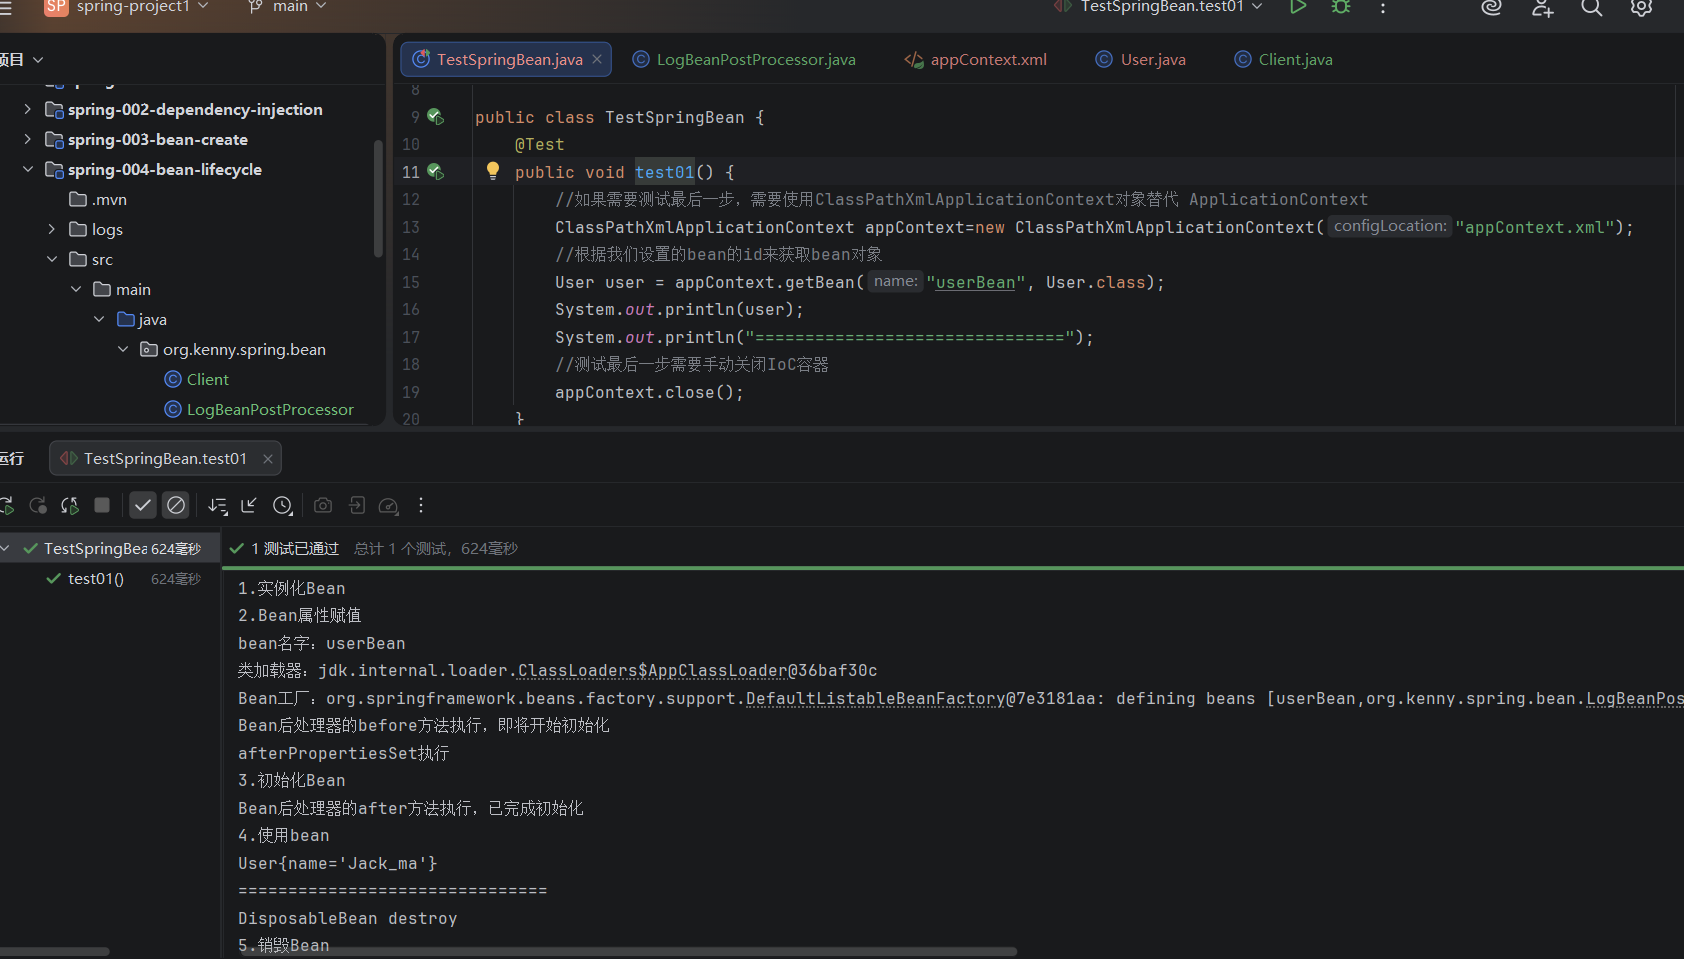 SP spring-project1 main TestSpringBean.test01
项目
TestSpringBean.java LogBeanPostProcessor.java appContext.xml User.java Client.java
spring-002-dependency-injection
spring-003-bean-create
spring-004-bean-lifecycle
.mvn
logs
src
main
java
org.kenny.spring.bean
Client
LogBeanPostProcessor
8
9 public class TestSpringBean {
10 @Test
11 public void test01() {
12 //如果需要测试最后一步，需要使用ClassPathXmlApplicationContext对象替代 ApplicationContext
13 ClassPathXmlApplicationContext appContext=new ClassPathXmlApplicationContext( configLocation: "appContext.xml");
14 //根据我们设置的bean的id来获取bean对象
15 User user = appContext.getBean( name: "userBean", User.class);
16 System.out.println(user);
17 System.out.println("===============================");
18 //测试最后一步需要手动关闭IoC容器
19 appContext.close();
20 }
运行 TestSpringBean.test01
TestSpringBea 624毫秒
test01() 624毫秒
1 测试已通过 总计 1 个测试，624毫秒
1.实例化Bean
2.Bean属性赋值
bean名字：userBean
类加载器：jdk.internal.loader.ClassLoaders$AppClassLoader@36baf30c
Bean工厂：org.springframework.beans.factory.support.DefaultListableBeanFactory@7e3181aa: defining beans [userBean,org.kenny.spring.bean.LogBeanPos
Bean后处理器的before方法执行，即将开始初始化
afterPropertiesSet执行
3.初始化Bean
Bean后处理器的after方法执行，已完成初始化
4.使用bean
User{name='Jack_ma'}
===============================
DisposableBean destroy
5.销毁Bean